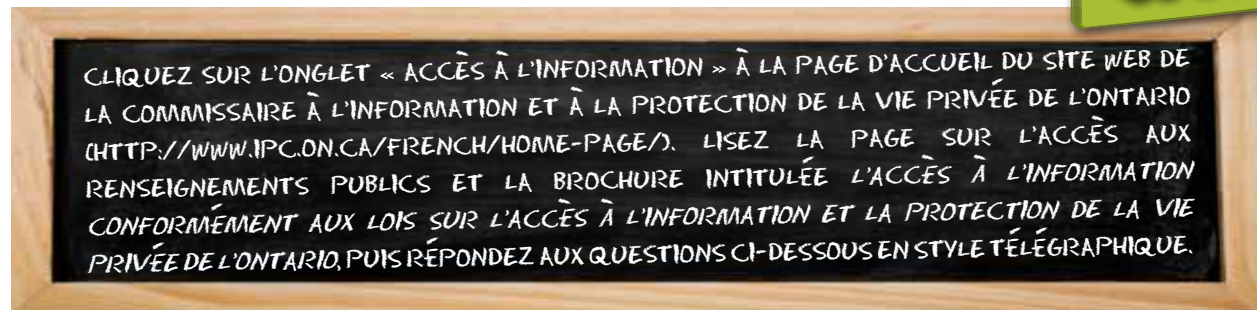 CLIQUEZ SUR L'ONGLET « ACCÈS À L'INFORMATION » À LA PAGE D'ACCUEIL DU SITE WEB DE
LA COMMISSAIRE À L'INFORMATION ET À LA PROTECTION DE LA VIE PRIVÉE DE L'ONTARIO
(HTTP://WWW.IPC.ON.CA/FRENCH/HOME-PAGE/). LISEZ LA PAGE SUR L'ACCÈS AUX
RENSEIGNEMENTS PUBLICS ET LA BROCHURE INTITULÉE L'ACCÈS À L'INFORMATION
CONFORMÉMENT AUX LOIS SUR L'ACCÈS À L'INFORMATION ET LA PROTECTION DE LA VIE
PRIVÉE DE L'ONTARIO, PUIS RÉPONDEZ AUX QUESTIONS CI-DESSOUS EN STYLE TÉLÉGRAPHIQUE.